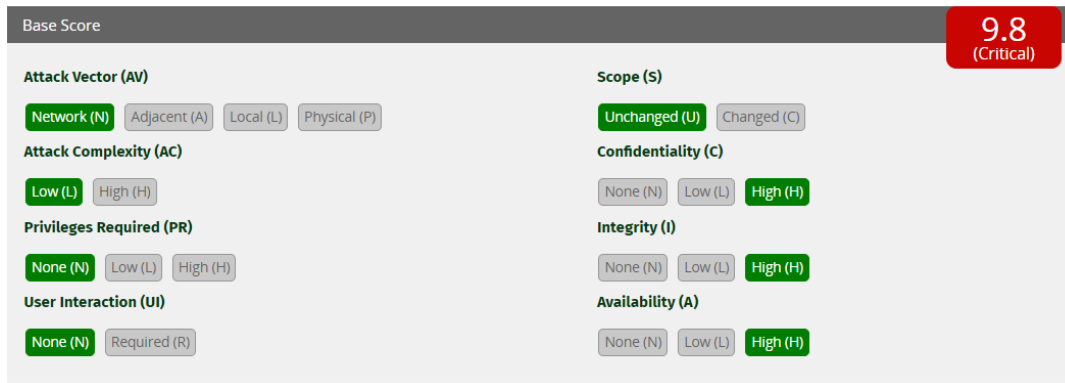 Base Score
9.8
(Critical)
Attack Vector (AV)
Network (N) Adjacent (A) Local (L) Physical (P)
Attack Complexity (AC)
Low (L) High (H)
Privileges Required (PR)
None (N) Low (L) High (H)
User Interaction (UI)
None (N) Required (R)
Scope (S)
Unchanged (U) Changed (C)
Confidentiality (C)
None (N) Low (L) High (H)
Integrity (I)
None (N) Low (L) High (H)
Availability (A)
None (N) Low (L) High (H)